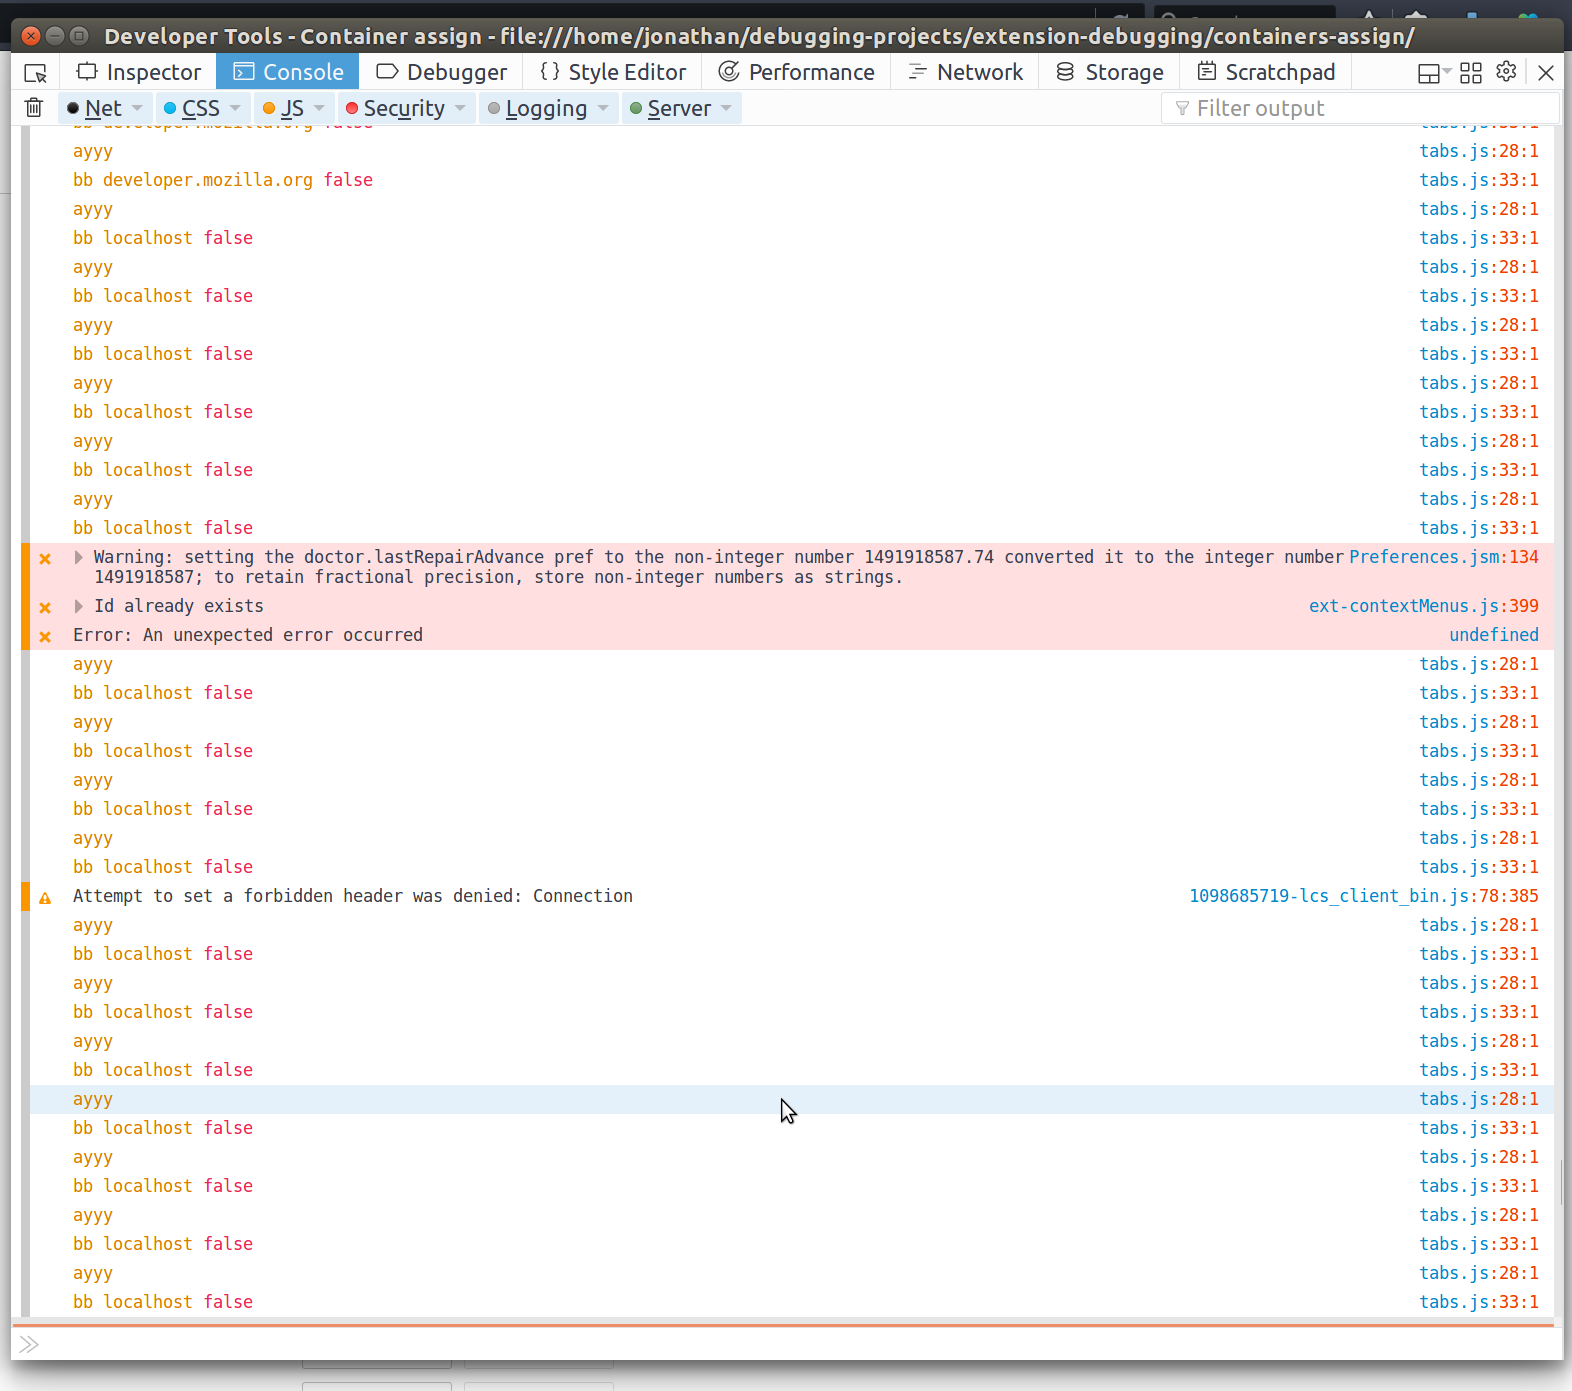 Developer Tools - Container assign - file:///home/jonathan/debugging-projects/extension-debugging/containers-assign/
Inspector Console Debugger {} Style Editor Performance Network Storage Scratchpad
Net CSS JS Security Logging Server Filter output
bb developer.mozilla.org false tabs.js:33:1
ayyy tabs.js:28:1
bb developer.mozilla.org false tabs.js:33:1
ayyy tabs.js:28:1
bb localhost false tabs.js:33:1
ayyy tabs.js:28:1
bb localhost false tabs.js:33:1
ayyy tabs.js:28:1
bb localhost false tabs.js:33:1
ayyy tabs.js:28:1
bb localhost false tabs.js:33:1
ayyy tabs.js:28:1
bb localhost false tabs.js:33:1
ayyy tabs.js:28:1
bb localhost false tabs.js:33:1
Warning: setting the doctor.lastRepairAdvance pref to the non-integer number 1491918587.74 converted it to the integer number Preferences.jsm:134
1491918587; to retain fractional precision, store non-integer numbers as strings.
Id already exists ext-contextMenus.js:399
Error: An unexpected error occurred undefined
ayyy tabs.js:28:1
bb localhost false tabs.js:33:1
ayyy tabs.js:28:1
bb localhost false tabs.js:33:1
ayyy tabs.js:28:1
bb localhost false tabs.js:33:1
ayyy tabs.js:28:1
bb localhost false tabs.js:33:1
Attempt to set a forbidden header was denied: Connection 1098685719-lcs_client_bin.js:78:385
ayyy tabs.js:28:1
bb localhost false tabs.js:33:1
ayyy tabs.js:28:1
bb localhost false tabs.js:33:1
ayyy tabs.js:28:1
bb localhost false tabs.js:33:1
ayyy tabs.js:28:1
bb localhost false tabs.js:33:1
ayyy tabs.js:28:1
bb localhost false tabs.js:33:1
ayyy tabs.js:28:1
bb localhost false tabs.js:33:1
ayyy tabs.js:28:1
bb localhost false tabs.js:33:1